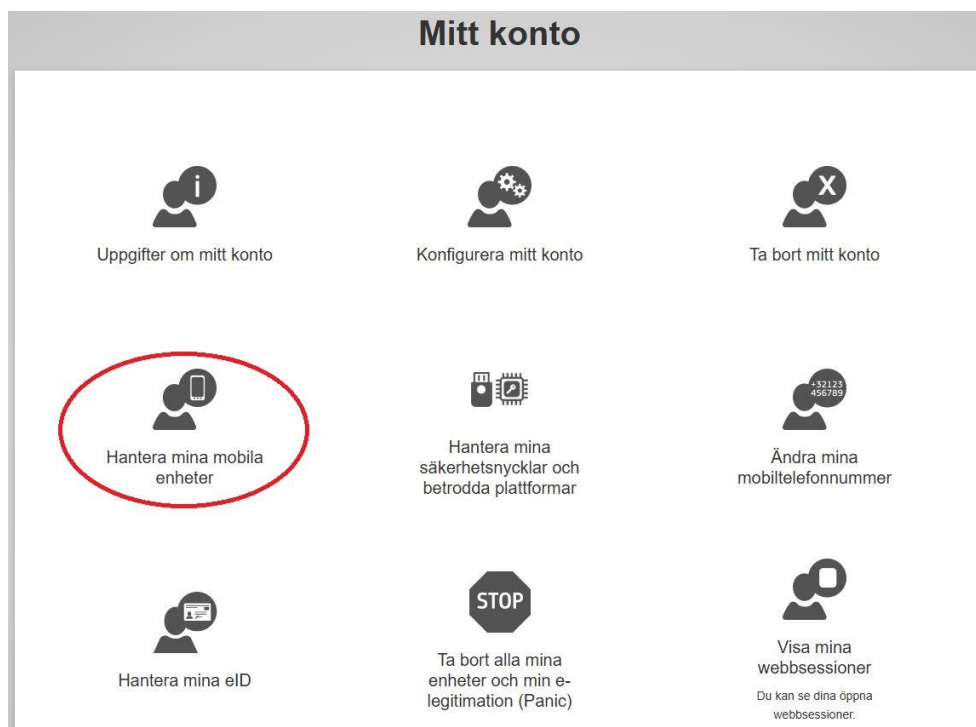 Mitt konto
i
X
Uppgifter om mitt konto
Konfigurera mitt konto
Ta bort mitt konto
+32123
456789
Hantera mina mobila
enheter
Hantera mina
säkerhetsnycklar och
betrodda plattformar
Ändra mina
mobiltelefonnummer
STOP
Hantera mina eID
Ta bort alla mina
enheter och min e-
legitimation (Panic)
Visa mina
webbsessioner
Du kan se dina öppna
webbsessioner.